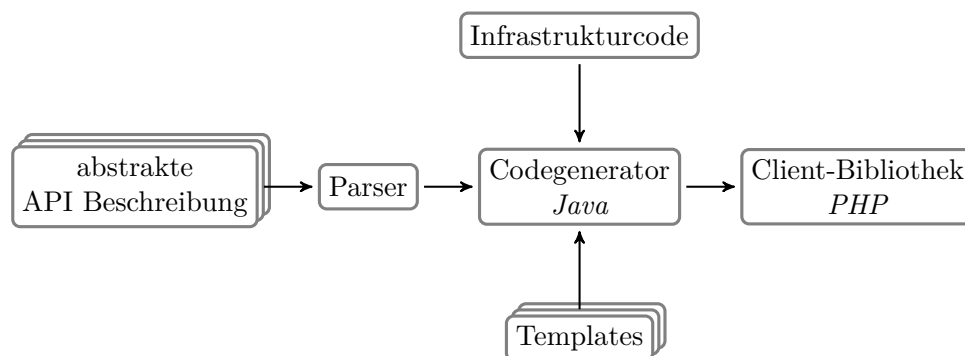 Infrastrukturcode
abstrakte
API Beschreibung
Parser
Codegenerator
Java
Client-Bibliothek
PHP
Templates